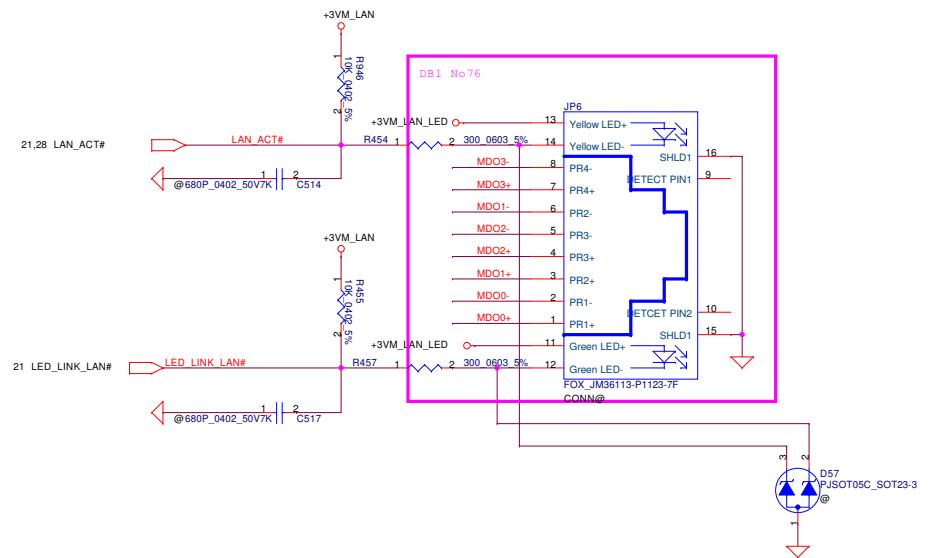 +3VM_LAN
1
R946
10K_0402_5%
2
DB1 No76
JP6
+3VM_LAN_LED
13
Yellow LED+
21,28 LAN_ACT#
LAN_ACT#
R454
1
2
300_0603_5%
14
Yellow LED-
SHLD1
16
MDO3-
8
PR4-
DETECT PIN1
9
1
2
@680P_0402_50V7K
C514
MDO3+
7
PR4+
MDO1-
6
PR2-
MDO2-
5
PR3-
+3VM_LAN
MDO2+
4
PR3+
MDO1+
3
PR2+
1
R455
10K_0402_5%
2
MDO0-
2
PR1-
DETCET PIN2
10
MDO0+
1
PR1+
SHLD1
15
+3VM_LAN_LED
11
Green LED+
21 LED_LINK_LAN#
LED_LINK_LAN#
R457
1
2
300_0603_5%
12
Green LED-
FOX_JM36113-P1123-7F
CONN@
1
2
@680P_0402_50V7K
C517
3
2
D57
PJSOT05C_SOT23-3
@
1